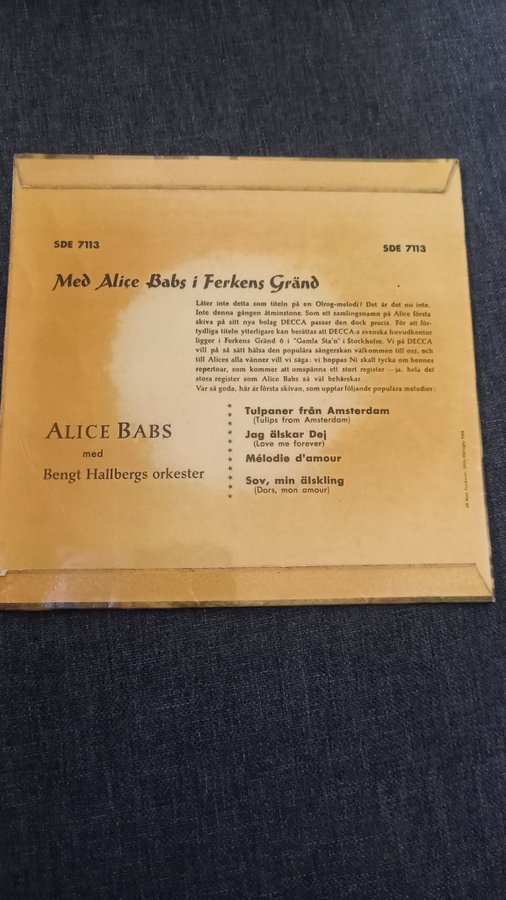 SDE 7113
SDE 7113
Med Alice Babs i Ferkens Gränd
Låter inte detta som titeln på en Olrog-melodi? Det är det nu inte.
Inte denna gången åtminstone. Som ett samlingsnamn på Alice första
skiva på sitt nya bolag DECCA passar den dock precis. För att för-
tydliga titeln ytterligare kan berättas att DECCA:s svenska huvudkontor
ligger i Ferkens Gränd 6 i "Gamla Sta'n" i Stockholm. Vi på DECCA
vill på så sätt hälsa den populära sångerskan välkommen till oss, och
till Alices alla vänner vill vi säga: vi hoppas Ni skall tycka om hennes
repertoar, som kommer att omspänna ett stort register — ja, hela det
stora register som Alice Babs så väl behärskar.
Var så goda, här är första skivan, som upptar följande populära melodier:
ALICE BABS
med
Bengt Hallbergs orkester
Tulpaner från Amsterdam
(Tulips from Amsterdam)
Jag älskar Dej
(Love me forever)
Mélodie d'amour
Sov, min älskling
(Dors, mon amour)